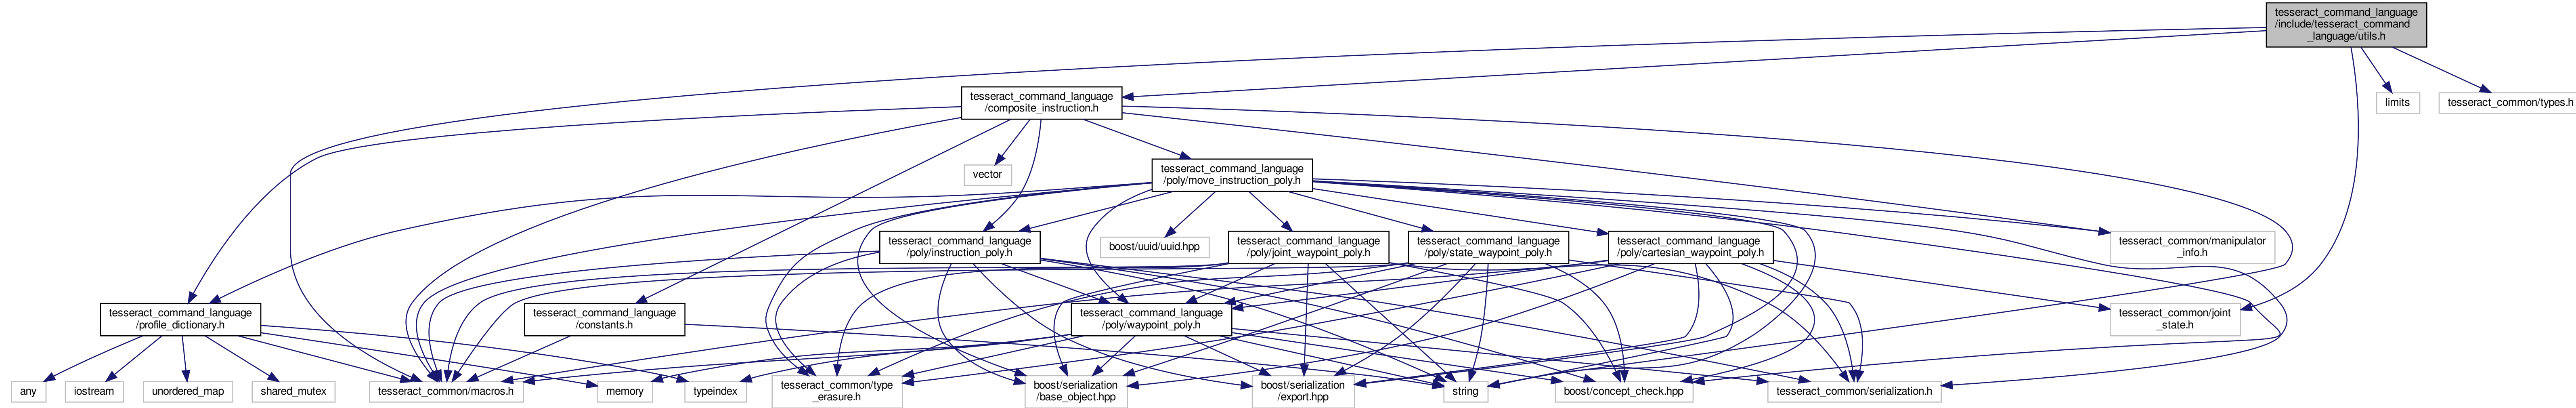 tesseract_command_language
/include/tesseract_command
_language/utils.h
tesseract_command_language
/composite_instruction.h
limits
tesseract_common/types.h
vector
tesseract_command_language
/poly/move_instruction_poly.h
tesseract_command_language
/poly/instruction_poly.h
boost/uuid/uuid.hpp
tesseract_command_language
/poly/joint_waypoint_poly.h
tesseract_command_language
/poly/state_waypoint_poly.h
tesseract_command_language
/poly/cartesian_waypoint_poly.h
tesseract_common/manipulator
_info.h
tesseract_command_language
/profile_dictionary.h
tesseract_command_language
/constants.h
tesseract_command_language
/poly/waypoint_poly.h
tesseract_common/joint
_state.h
any
iostream
unordered_map
shared_mutex
tesseract_common/macros.h
memory
typeindex
tesseract_common/type
_erasure.h
boost/serialization
/base_object.hpp
boost/serialization
/export.hpp
string
boost/concept_check.hpp
tesseract_common/serialization.h